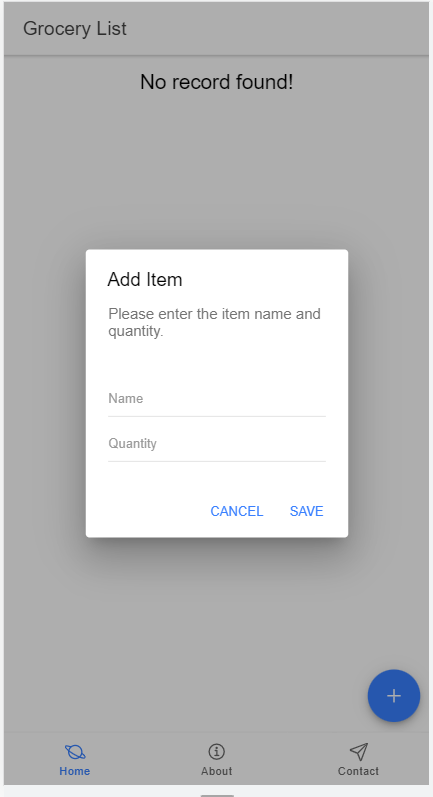 Grocery List
No record found!
Add Item
Please enter the item name and
quantity.
Name
Quantity
CANCEL SAVE
+
Home About Contact